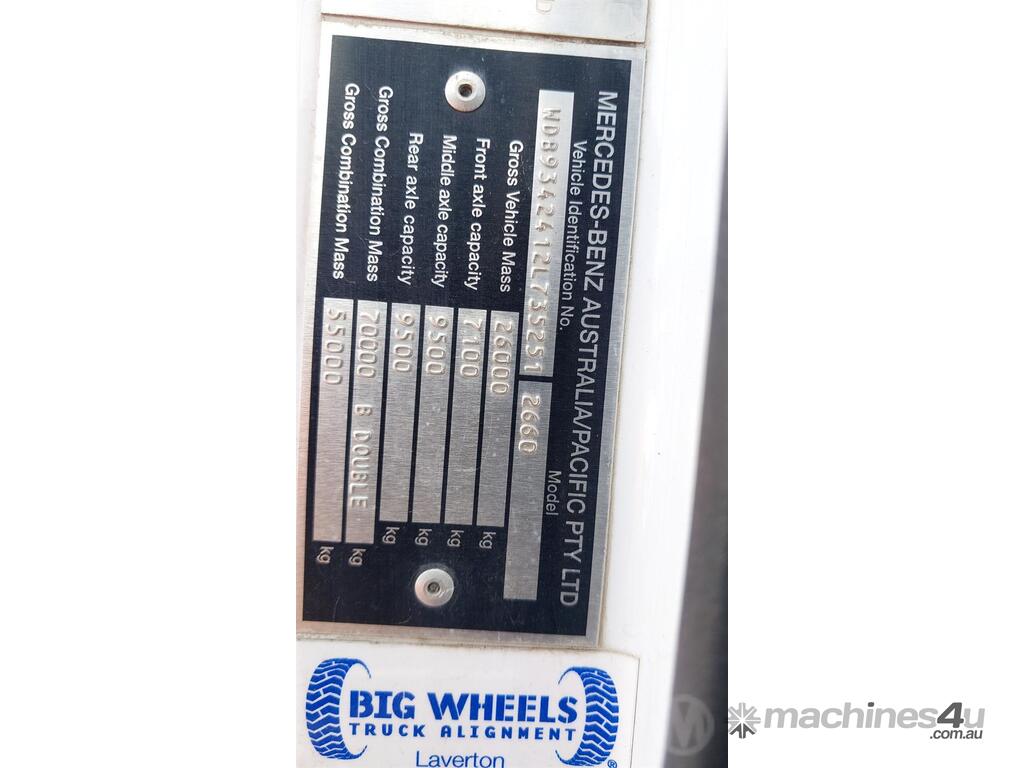 MERCEDES-BENZ AUSTRALIA/PACIFIC PTY LTD
Vehicle Identification No. Model
WDB9342412L735251 2660
Gross Vehicle Mass 26000 kg
Front axle capacity 7100 kg
Middle axle capacity 9500 kg
Rear axle capacity 9500 kg
Gross Combination Mass 70000 B DOUBLE kg
Gross Combination Mass 55000 kg
BIG WHEELS
TRUCK ALIGNMENT
®
Laverton
machines4u
.com.au